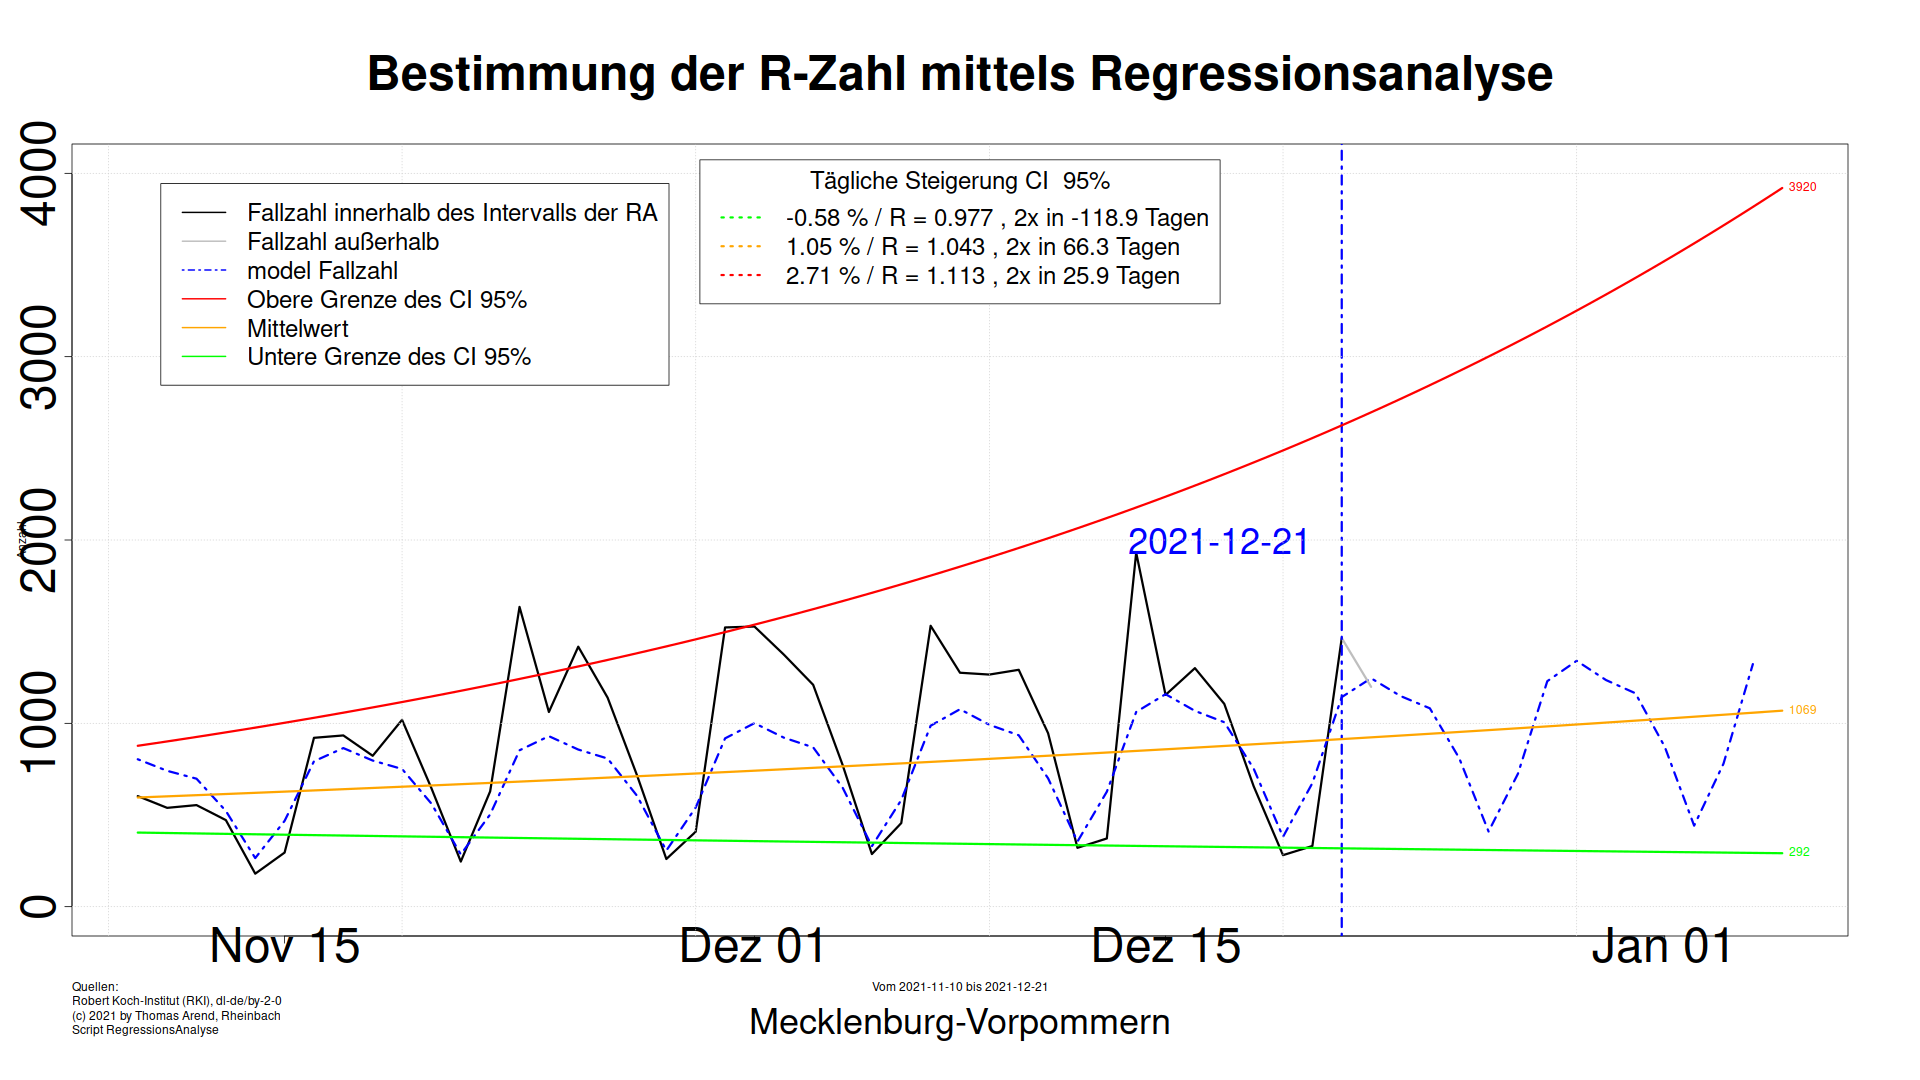 Bestimmung der R-Zahl mittels Regressionsanalyse
4000
3000
2000
1000
0
Anzahl
Fallzahl innerhalb des Intervalls der RA
Fallzahl außerhalb
model Fallzahl
Obere Grenze des CI 95%
Mittelwert
Untere Grenze des CI 95%
Tägliche Steigerung CI  95%
-0.58 % / R = 0.977 , 2x in -118.9 Tagen
1.05 % / R = 1.043 , 2x in 66.3 Tagen
2.71 % / R = 1.113 , 2x in 25.9 Tagen
3920
2021-12-21
1069
292
Nov 15
Dez 01
Dez 15
Jan 01
Quellen:
Robert Koch-Institut (RKI), dl-de/by-2-0
(c) 2021 by Thomas Arend, Rheinbach
Script RegressionsAnalyse
Vom 2021-11-10 bis 2021-12-21
Mecklenburg-Vorpommern